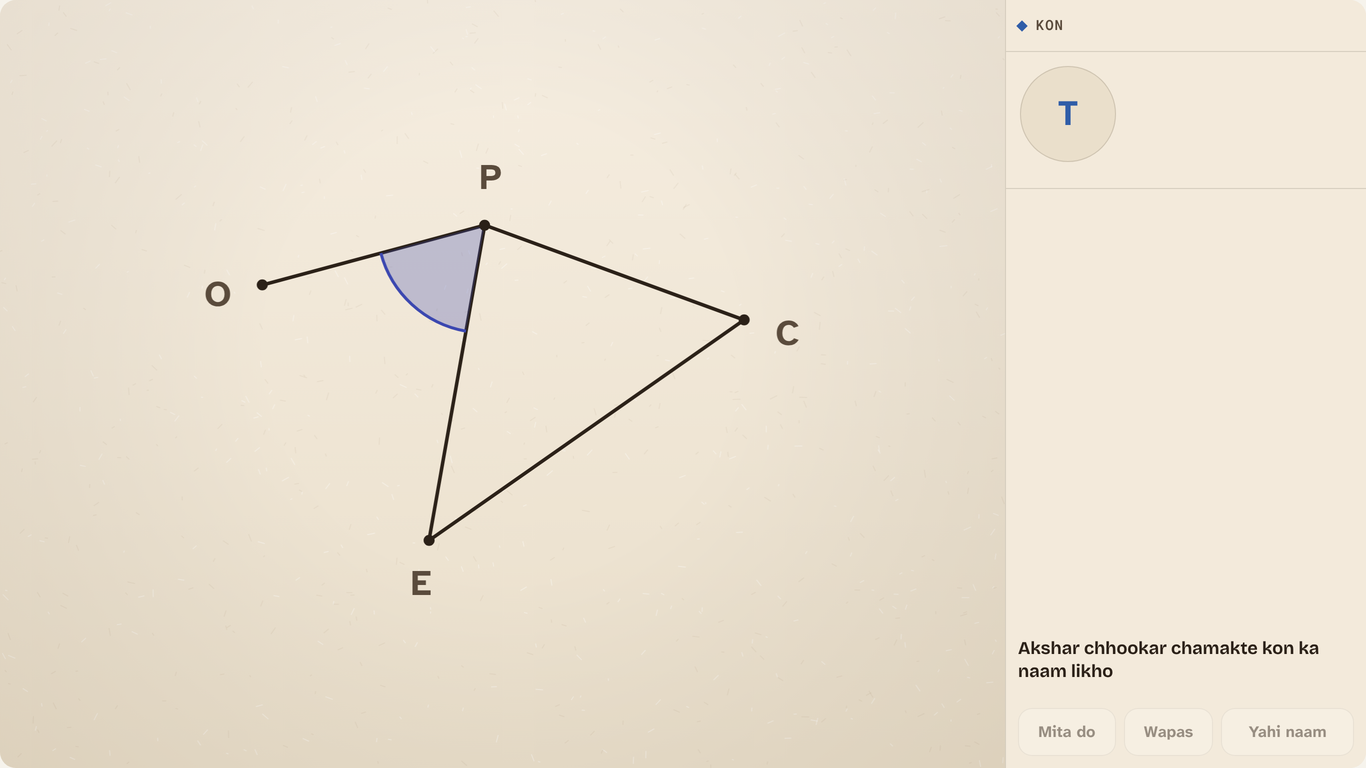 P
O
C
E
KON
T
Akshar chhookar chamakte kon ka
naam likho
Mita do
Wapas
Yahi naam